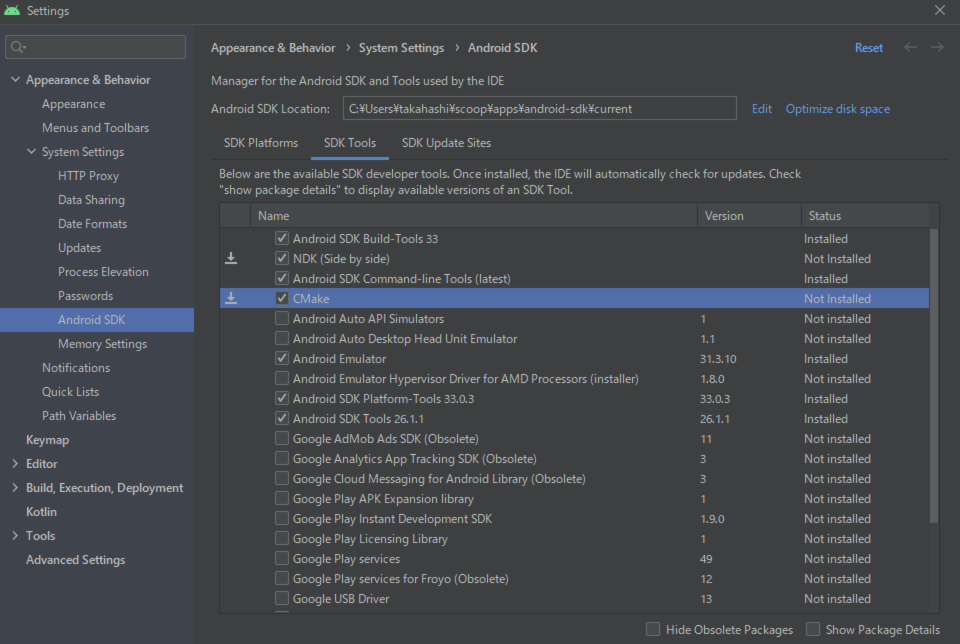 Settings
Appearance & Behavior
Appearance
Menus and Toolbars
System Settings
HTTP Proxy
Data Sharing
Date Formats
Updates
Process Elevation
Passwords
Android SDK
Memory Settings
Notifications
Quick Lists
Path Variables
Keymap
Editor
Build, Execution, Deployment
Kotlin
Tools
Advanced Settings
Appearance & Behavior › System Settings › Android SDK Reset
Manager for the Android SDK and Tools used by the IDE
Android SDK Location: C:¥Users¥takahashi¥scoop¥apps¥android-sdk¥current Edit Optimize disk space
SDK Platforms SDK Tools SDK Update Sites
Below are the available SDK developer tools. Once installed, the IDE will automatically check for updates. Check
"show package details" to display available versions of an SDK Tool.
Name Version Status
Android SDK Build-Tools 33 Installed
NDK (Side by side) Not Installed
Android SDK Command-line Tools (latest) Installed
CMake Not Installed
Android Auto API Simulators 1 Not installed
Android Auto Desktop Head Unit Emulator 1.1 Not installed
Android Emulator 31.3.10 Installed
Android Emulator Hypervisor Driver for AMD Processors (installer) 1.8.0 Not installed
Android SDK Platform-Tools 33.0.3 33.0.3 Installed
Android SDK Tools 26.1.1 26.1.1 Installed
Google AdMob Ads SDK (Obsolete) 11 Not installed
Google Analytics App Tracking SDK (Obsolete) 3 Not installed
Google Cloud Messaging for Android Library (Obsolete) 3 Not installed
Google Play APK Expansion library 1 Not installed
Google Play Instant Development SDK 1.9.0 Not installed
Google Play Licensing Library 1 Not installed
Google Play services 49 Not installed
Google Play services for Froyo (Obsolete) 12 Not installed
Google USB Driver 13 Not installed
Hide Obsolete Packages Show Package Details